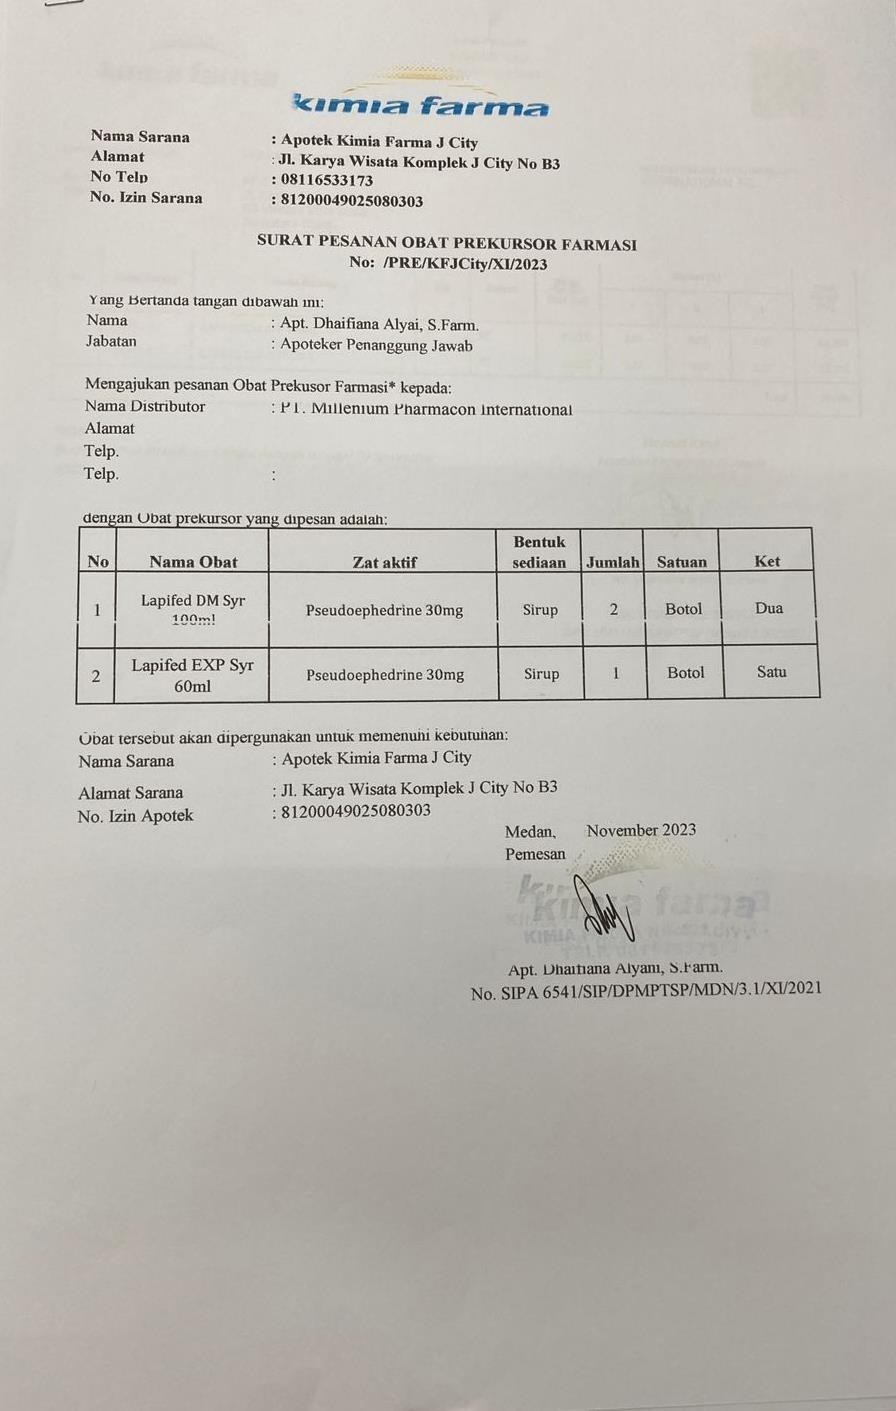 kimia farma
Nama Sarana : Apotek Kimia Farma J City
Alamat : Jl. Karya Wisata Komplek J City No B3
No Telp : 08116533173
No. Izin Sarana : 81200049025080303
SURAT PESANAN OBAT PREKURSOR FARMASI
No: /PRE/KFJCity/XI/2023
Yang Bertanda tangan dibawah ini:
Nama : Apt. Dhaifiana Alyai, S.Farm.
Jabatan : Apoteker Penanggung Jawab
Mengajukan pesanan Obat Prekusor Farmasi* kepada:
Nama Distributor : PT. Millenium Pharmacon International
Alamat
Telp.
Telp. :
dengan Obat prekursor yang dipesan adalah:
No Nama Obat Zat aktif Bentuk sediaan Jumlah Satuan Ket
1 Lapifed DM Syr 100ml Pseudoephedrine 30mg Sirup 2 Botol Dua
2 Lapifed EXP Syr 60ml Pseudoephedrine 30mg Sirup 1 Botol Satu
Obat tersebut akan dipergunakan untuk memenuhi kebutuhan:
Nama Sarana : Apotek Kimia Farma J City
Alamat Sarana : Jl. Karya Wisata Komplek J City No B3
No. Izin Apotek : 81200049025080303
Medan, November 2023
Pemesan
kimia farma
Apt. Dhaifiana Alyani, S.Farm.
No. SIPA 6541/SIP/DPMPTSP/MDN/3.1/XI/2021